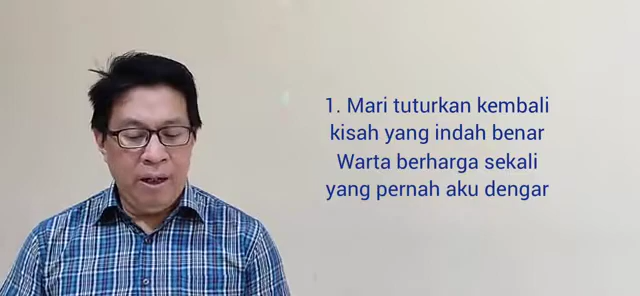 1. Mari tuturkan kembali
kisah yang indah benar
Warta berharga sekali
yang pernah aku dengar